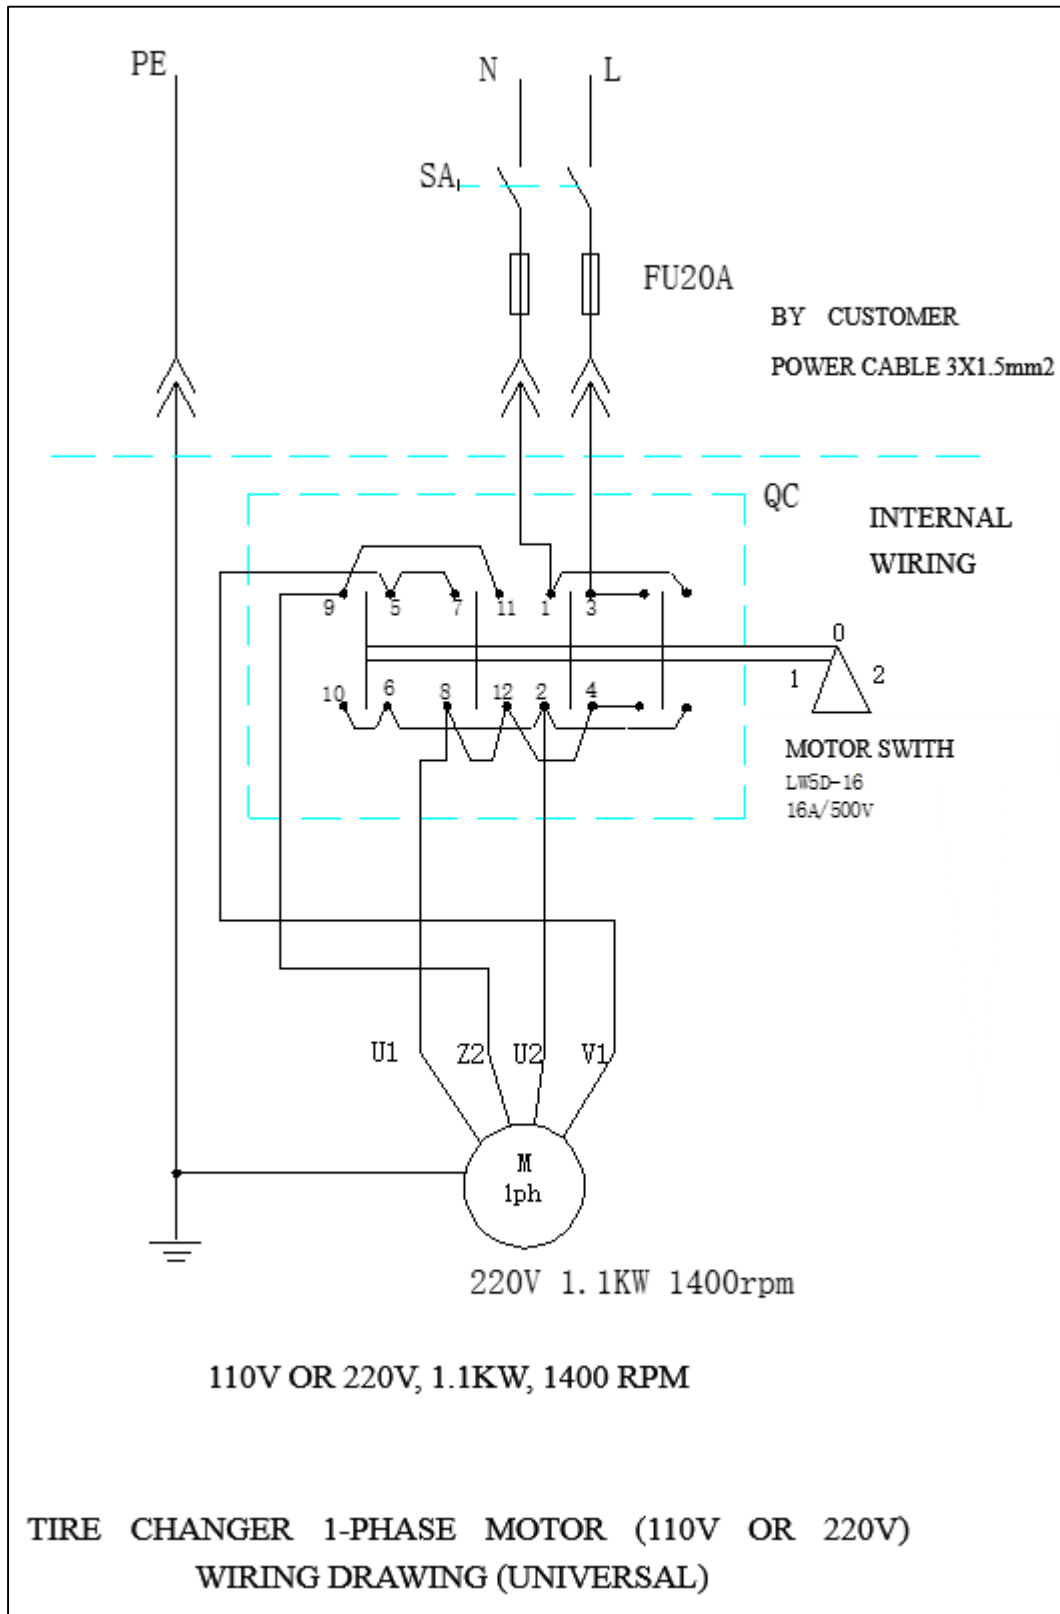 PE
N
L
SA
FU20A
BY CUSTOMER
POWER CABLE 3X1.5mm2
QC
INTERNAL
WIRING
9
5
7
11
1
3
10
6
8
12
2
4
0
1
2
MOTOR SWITH
LW5D-16
16A/500V
U1
Z2
U2
V1
M
1ph
220V 1.1KW 1400rpm
110V OR 220V, 1.1KW, 1400 RPM
TIRE CHANGER 1-PHASE MOTOR (110V OR 220V)
WIRING DRAWING (UNIVERSAL)